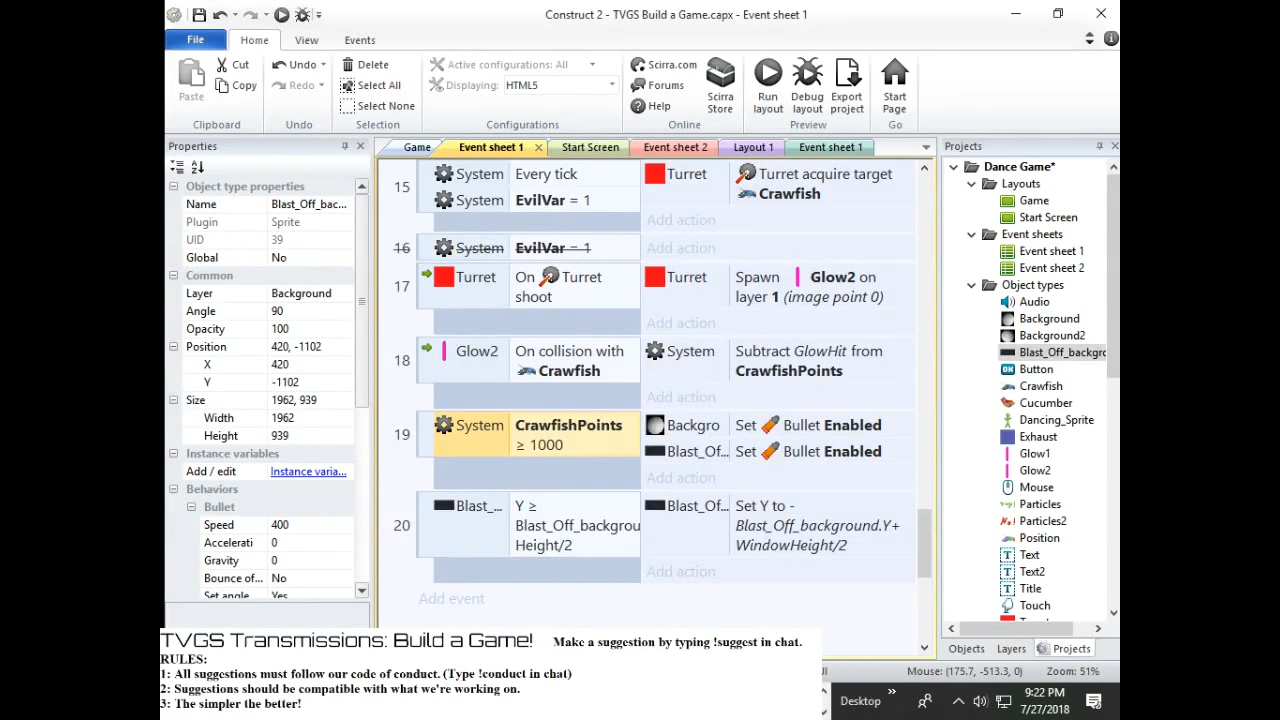 Construct 2 - TVGS Build a Game.capx - Event sheet 1
File Home View Events
Paste Cut Copy Clipboard
Undo Redo Undo
Delete Select All Select None Selection
Active configurations: All
Displaying: HTML5
Configurations
Scirra.com Forums Help Scirra Store Online
Run layout Debug layout Export project Preview
Start Page Go
Properties
Object type properties
Name Blast_Off_bac...
Plugin Sprite
UID 39
Global No
Common
Layer Background
Angle 90
Opacity 100
Position 420, -1102
X 420
Y -1102
Size 1962, 939
Width 1962
Height 939
Instance variables
Add / edit Instance varia...
Behaviors
Bullet
Speed 400
Accelerati 0
Gravity 0
Bounce of... No
Set angle Yes
Game Event sheet 1 Start Screen Event sheet 2 Layout 1 Event sheet 1
15 System Every tick Turret Turret acquire target
System EvilVar = 1 Crawfish
Add action
16 System EvilVar = 1 Add action
17 Turret On Turret shoot Turret Spawn Glow2 on
layer 1 (image point 0)
Add action
18 Glow2 On collision with Crawfish System Subtract GlowHit from
CrawfishPoints
Add action
19 System CrawfishPoints ≥ 1000 Backgro Set Bullet Enabled
Blast_Of... Set Bullet Enabled
Add action
20 Blast_... Y ≥ Blast_Off_backgrou Height/2 Blast_Of... Set Y to -
Blast_Off_background.Y+
WindowHeight/2
Add action
Add event
Projects
Dance Game*
Layouts
Game
Start Screen
Event sheets
Event sheet 1
Event sheet 2
Object types
Audio
Background
Background2
Blast_Off_backgro
Button
Crawfish
Cucumber
Dancing_Sprite
Exhaust
Glow1
Glow2
Mouse
Particles
Particles2
Position
Text
Text2
Title
Touch
Objects Layers Projects
Mouse: (175.7, -513.3, 0) Zoom: 51%
TVGS Transmissions: Build a Game! Make a suggestion by typing !suggest in chat.
RULES:
1: All suggestions must follow our code of conduct. (Type !conduct in chat)
2: Suggestions should be compatible with what we're working on.
3: The simpler the better!
Desktop
9:22 PM
7/27/2018